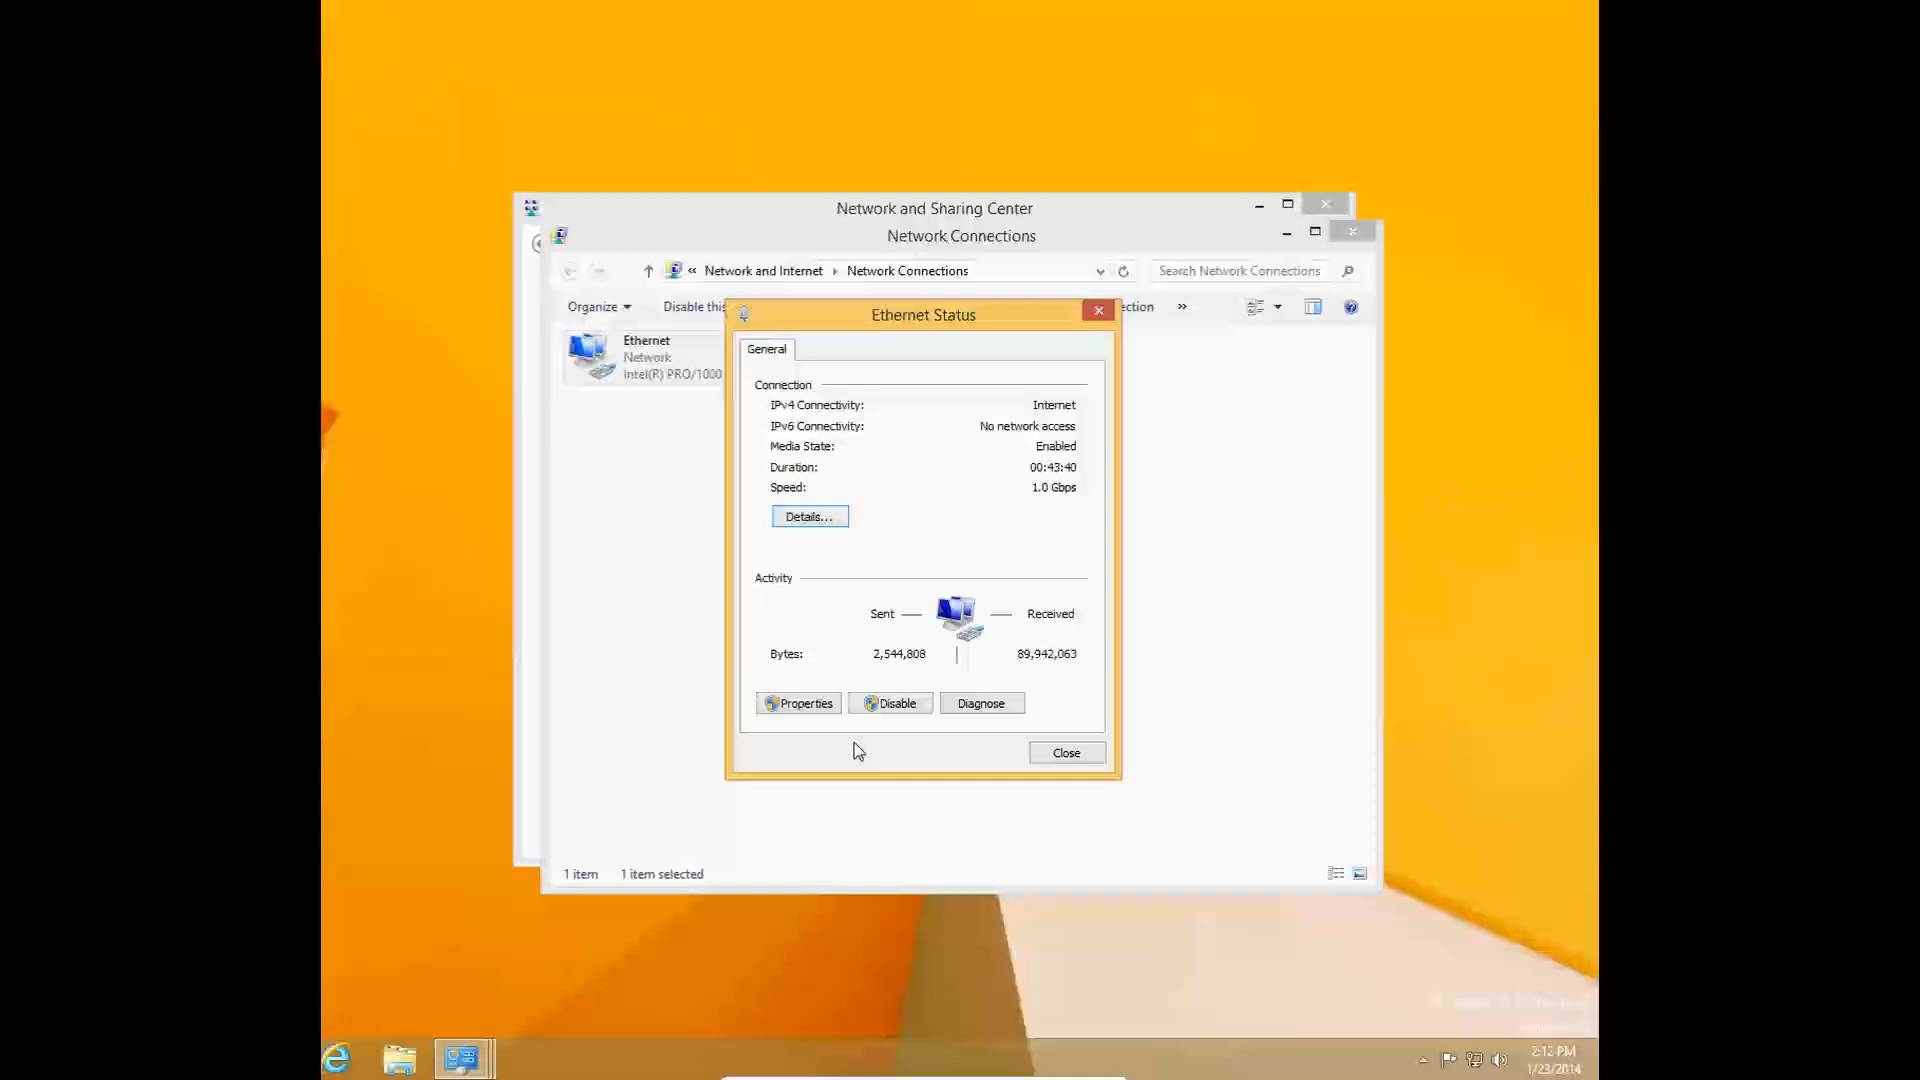 Network and Sharing Center
Network Connections
« Network and Internet Network Connections
Search Network Connections
Organize
Disable this
ection
»
Ethernet
Network
Intel(R) PRO/1000
Ethernet Status
General
Connection
IPv4 Connectivity: Internet
IPv6 Connectivity: No network access
Media State: Enabled
Duration: 00:43:40
Speed: 1.0 Gbps
Details...
Activity
Sent Received
Bytes: 2,544,808 89,942,063
Properties Disable Diagnose
Close
1 item 1 item selected
2:12 PM
1/23/2014